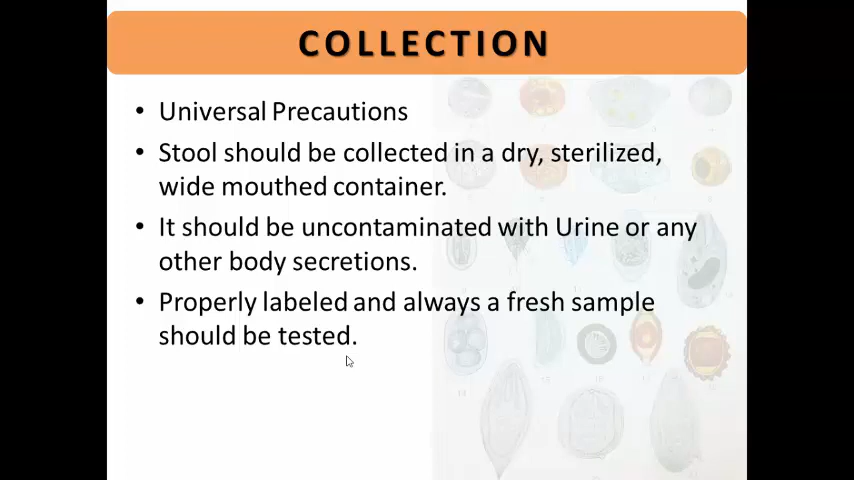 COLLECTION
• Universal Precautions
• Stool should be collected in a dry, sterilized,
wide mouthed container.
• It should be uncontaminated with Urine or any
other body secretions.
• Properly labeled and always a fresh sample
should be tested.